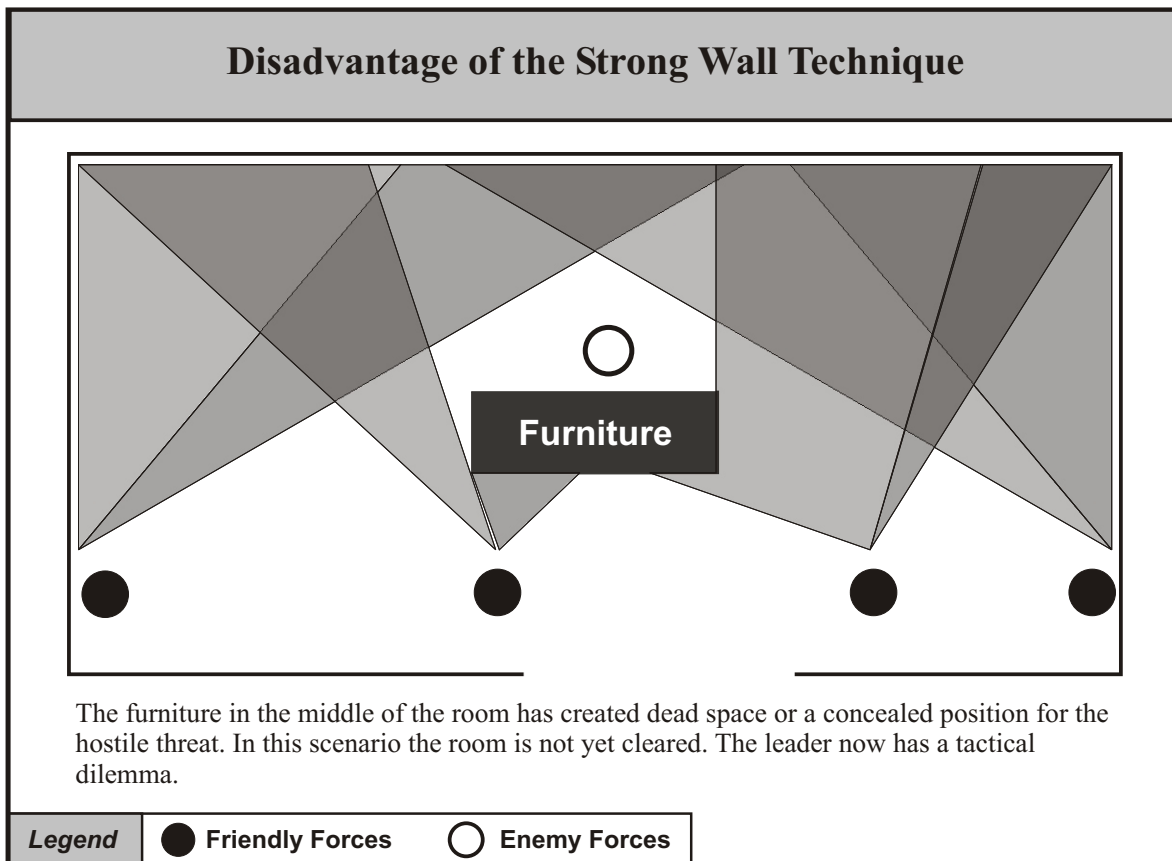 Disadvantage of the Strong Wall Technique
Furniture
The furniture in the middle of the room has created dead space or a concealed position for the
hostile threat. In this scenario the room is not yet cleared. The leader now has a tactical
dilemma.
Legend Friendly Forces Enemy Forces